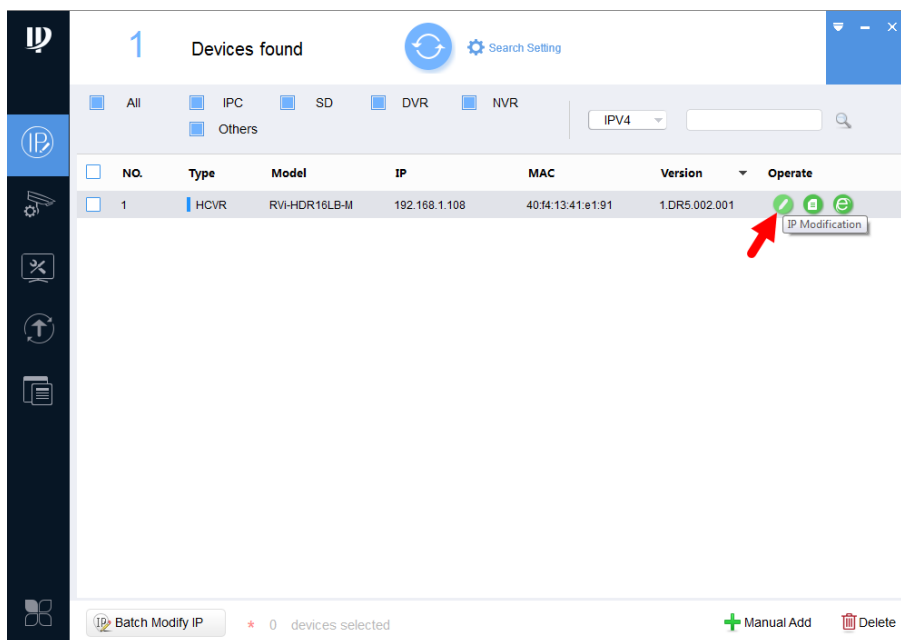 1 Devices found Search Setting
All IPC SD DVR NVR
Others
IPV4
NO. Type Model IP MAC Version Operate
1 HCVR RVi-HDR16LB-M 192.168.1.108 40:f4:13:41:e1:91 1.DR5.002.001
IP Modification
Batch Modify IP * 0 devices selected Manual Add Delete